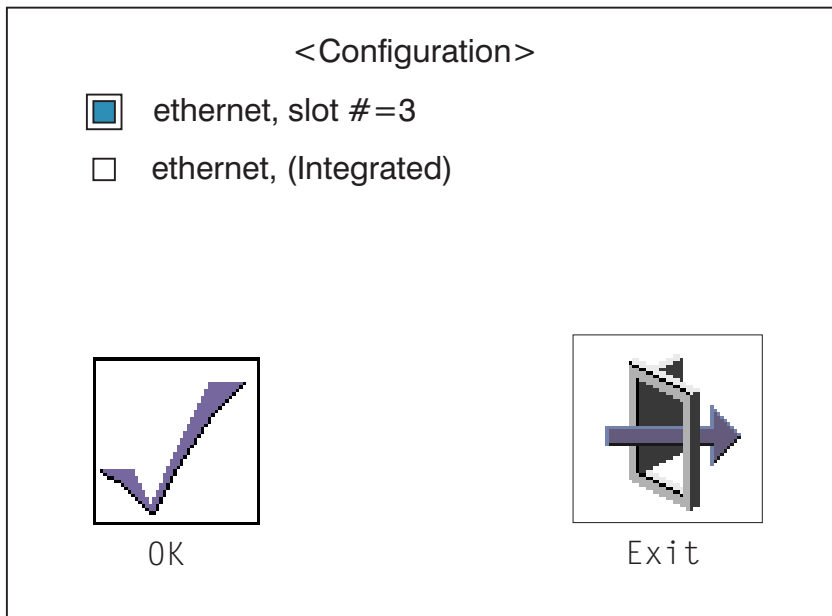 <Configuration>
ethernet, slot #=3
ethernet, (Integrated)
OK
Exit